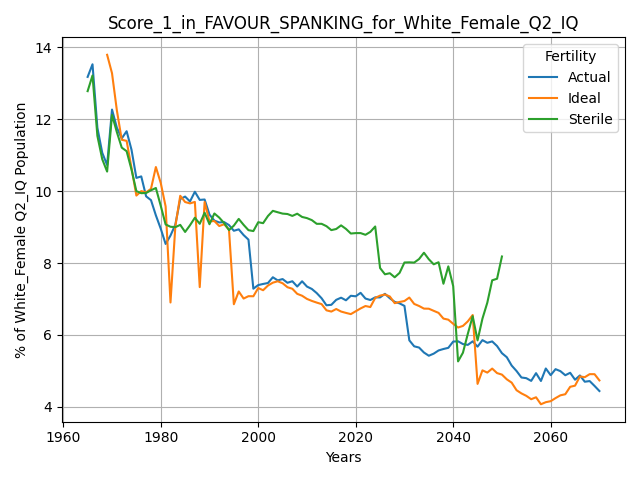 Score_1_in_FAVOUR_SPANKING_for_White_Female_Q2_IQ
Fertility
Actual
Ideal
Sterile
% of White_Female Q2_IQ Population
14
12
10
8
6
4
1960
1980
2000
2020
2040
2060
Years